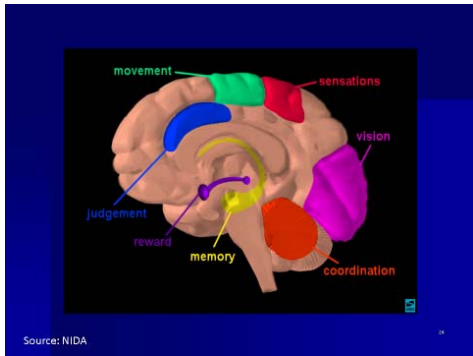 movement
sensations
vision
judgement
reward
memory
coordination
Source: NIDA